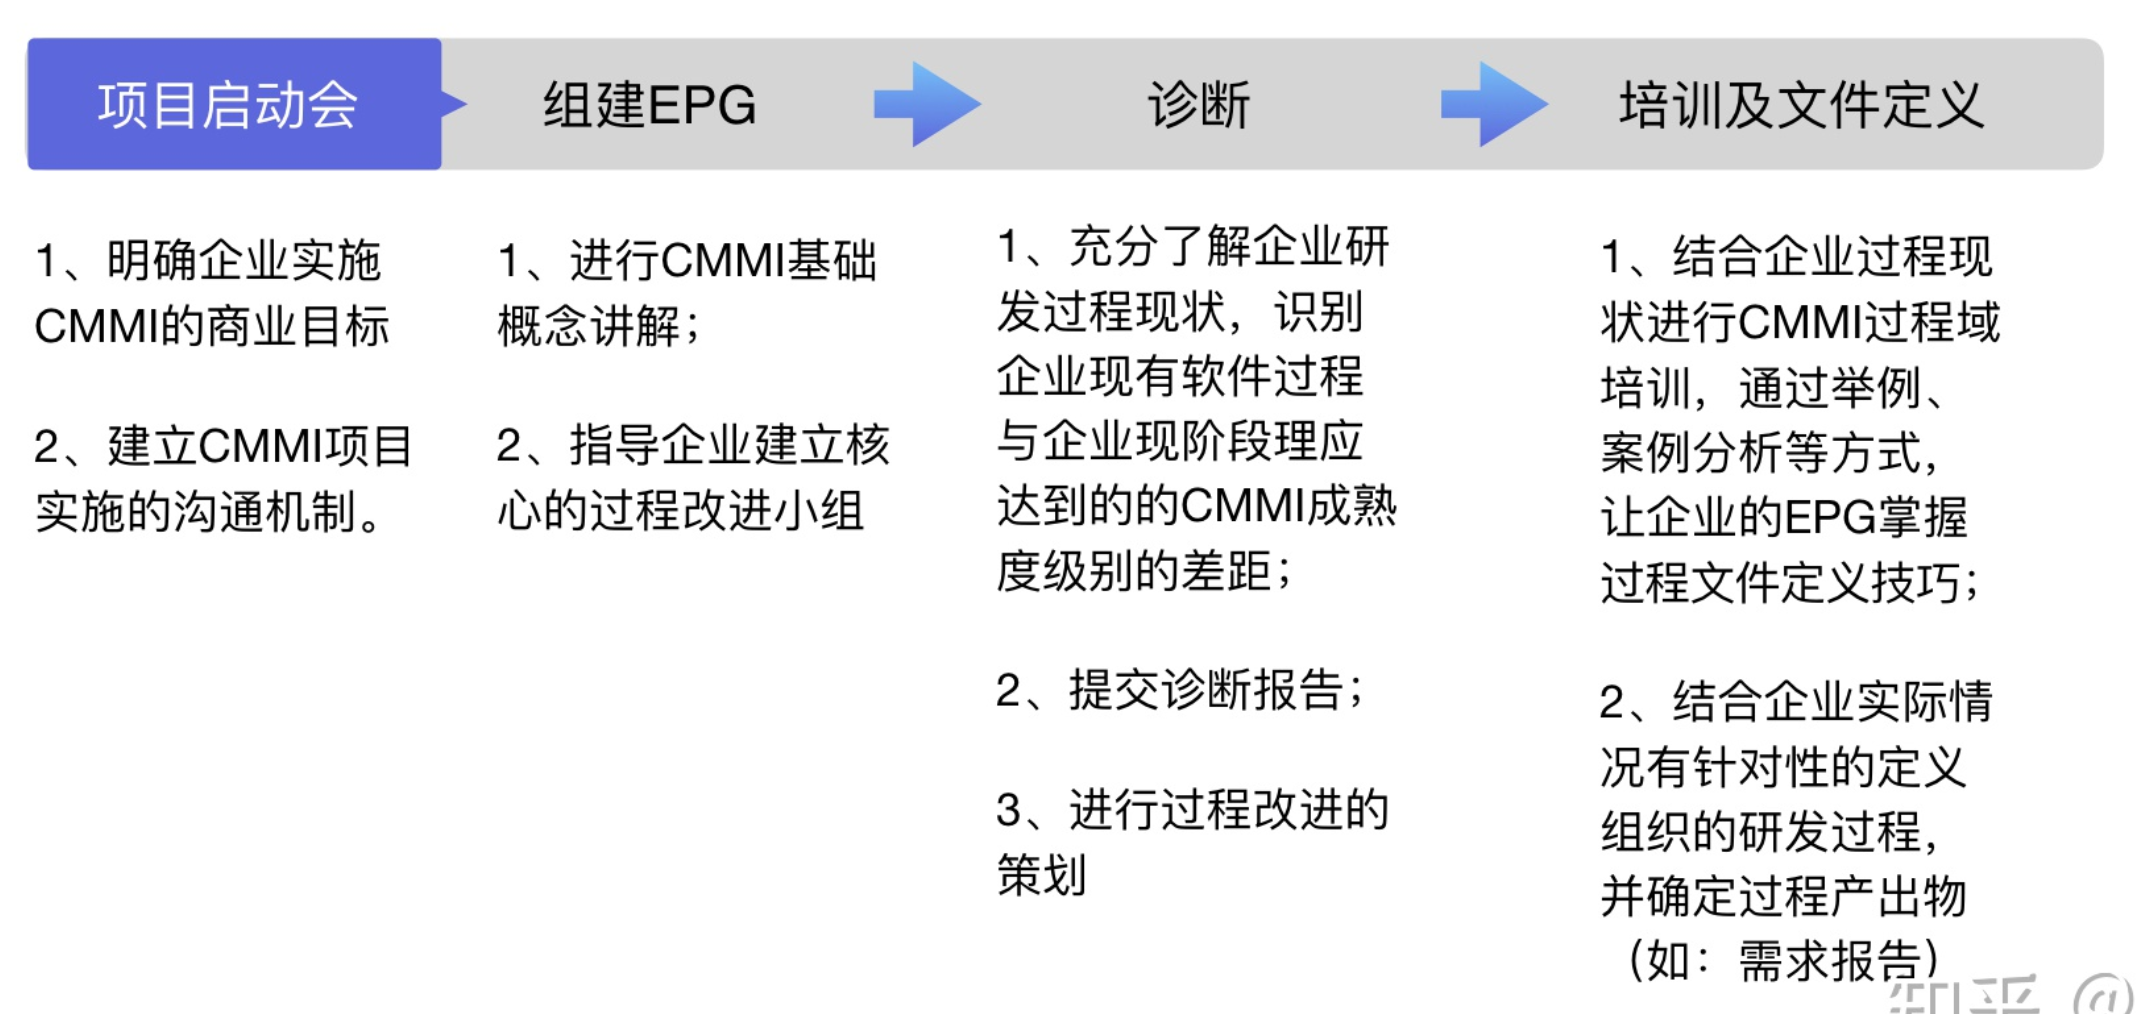 项目启动会
组建EPG
诊断
培训及文件定义
1、明确企业实施
CMMI的商业目标
2、建立CMMI项目
实施的沟通机制。
1、进行CMMI基础
概念讲解；
2、指导企业建立核
心的过程改进小组
1、充分了解企业研
发过程现状，识别
企业现有软件过程
与企业现阶段理应
达到的的CMMI成熟
度级别的差距；
2、提交诊断报告；
3、进行过程改进的
策划
1、结合企业过程现
状进行CMMI过程域
培训，通过举例、
案例分析等方式，
让企业的EPG掌握
过程文件定义技巧；
2、结合企业实际情
况有针对性的定义
组织的研发过程，
并确定过程产出物
（如：需求报告）
知乎 @